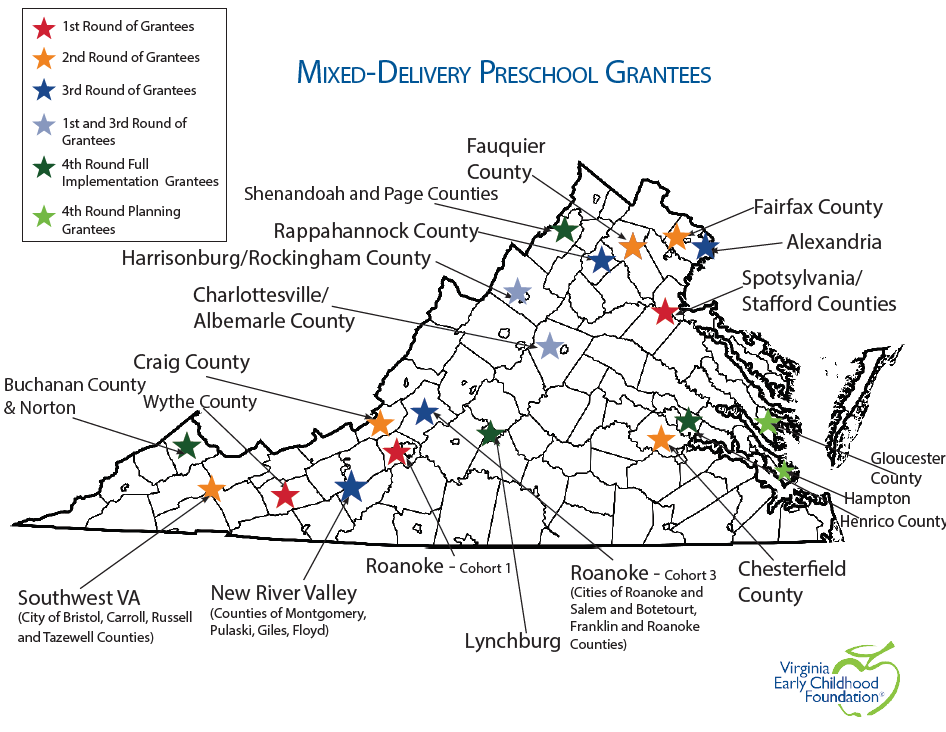 1st Round of Grantees
2nd Round of Grantees
3rd Round of Grantees
1st and 3rd Round of
Grantees
4th Round Full
Implementation Grantees
4th Round Planning
Grantees
Mixed-Delivery Preschool Grantees
Fauquier
County
Shenandoah and Page Counties
Fairfax County
Rappahannock County
Alexandria
Harrisonburg/Rockingham County
Spotsylvania/
Stafford Counties
Charlottesville/
Albemarle County
Craig County
Buchanan County
& Norton
Wythe County
Gloucester
County
Hampton
Henrico County
Roanoke - Cohort 1
Roanoke - Cohort 3
(Cities of Roanoke and
Salem and Botetourt,
Franklin and Roanoke
Counties)
Chesterfield
County
Southwest VA
(City of Bristol, Carroll, Russell
and Tazewell Counties)
New River Valley
(Counties of Montgomery,
Pulaski, Giles, Floyd)
Lynchburg
Virginia
Early Childhood
Foundation®